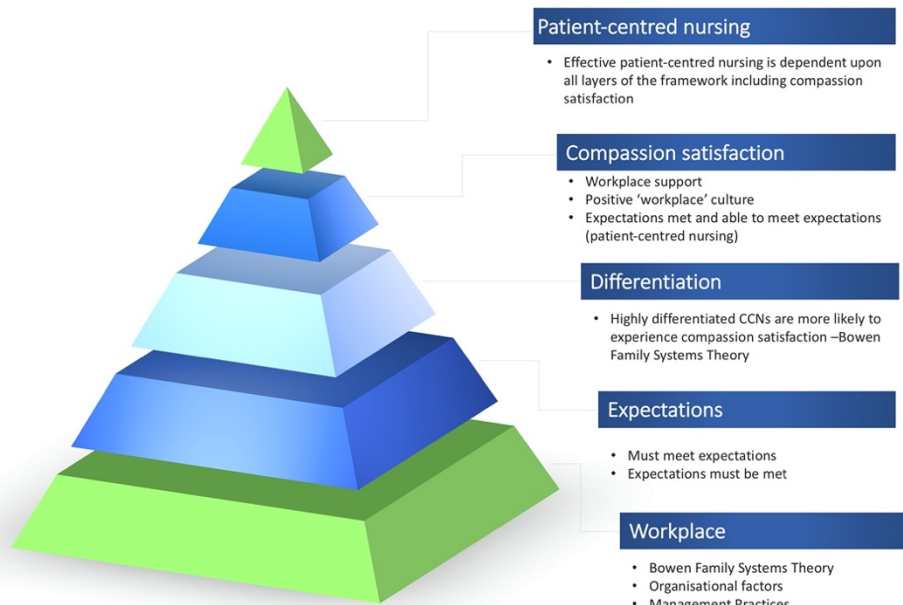 Patient-centred nursing
• Effective patient-centred nursing is dependent upon
all layers of the framework including compassion
satisfaction
Compassion satisfaction
• Workplace support
• Positive ‘workplace’ culture
• Expectations met and able to meet expectations
(patient-centred nursing)
Differentiation
• Highly differentiated CCNs are more likely to
experience compassion satisfaction –Bowen
Family Systems Theory
Expectations
• Must meet expectations
• Expectations must be met
Workplace
• Bowen Family Systems Theory
• Organisational factors
• Management Practices